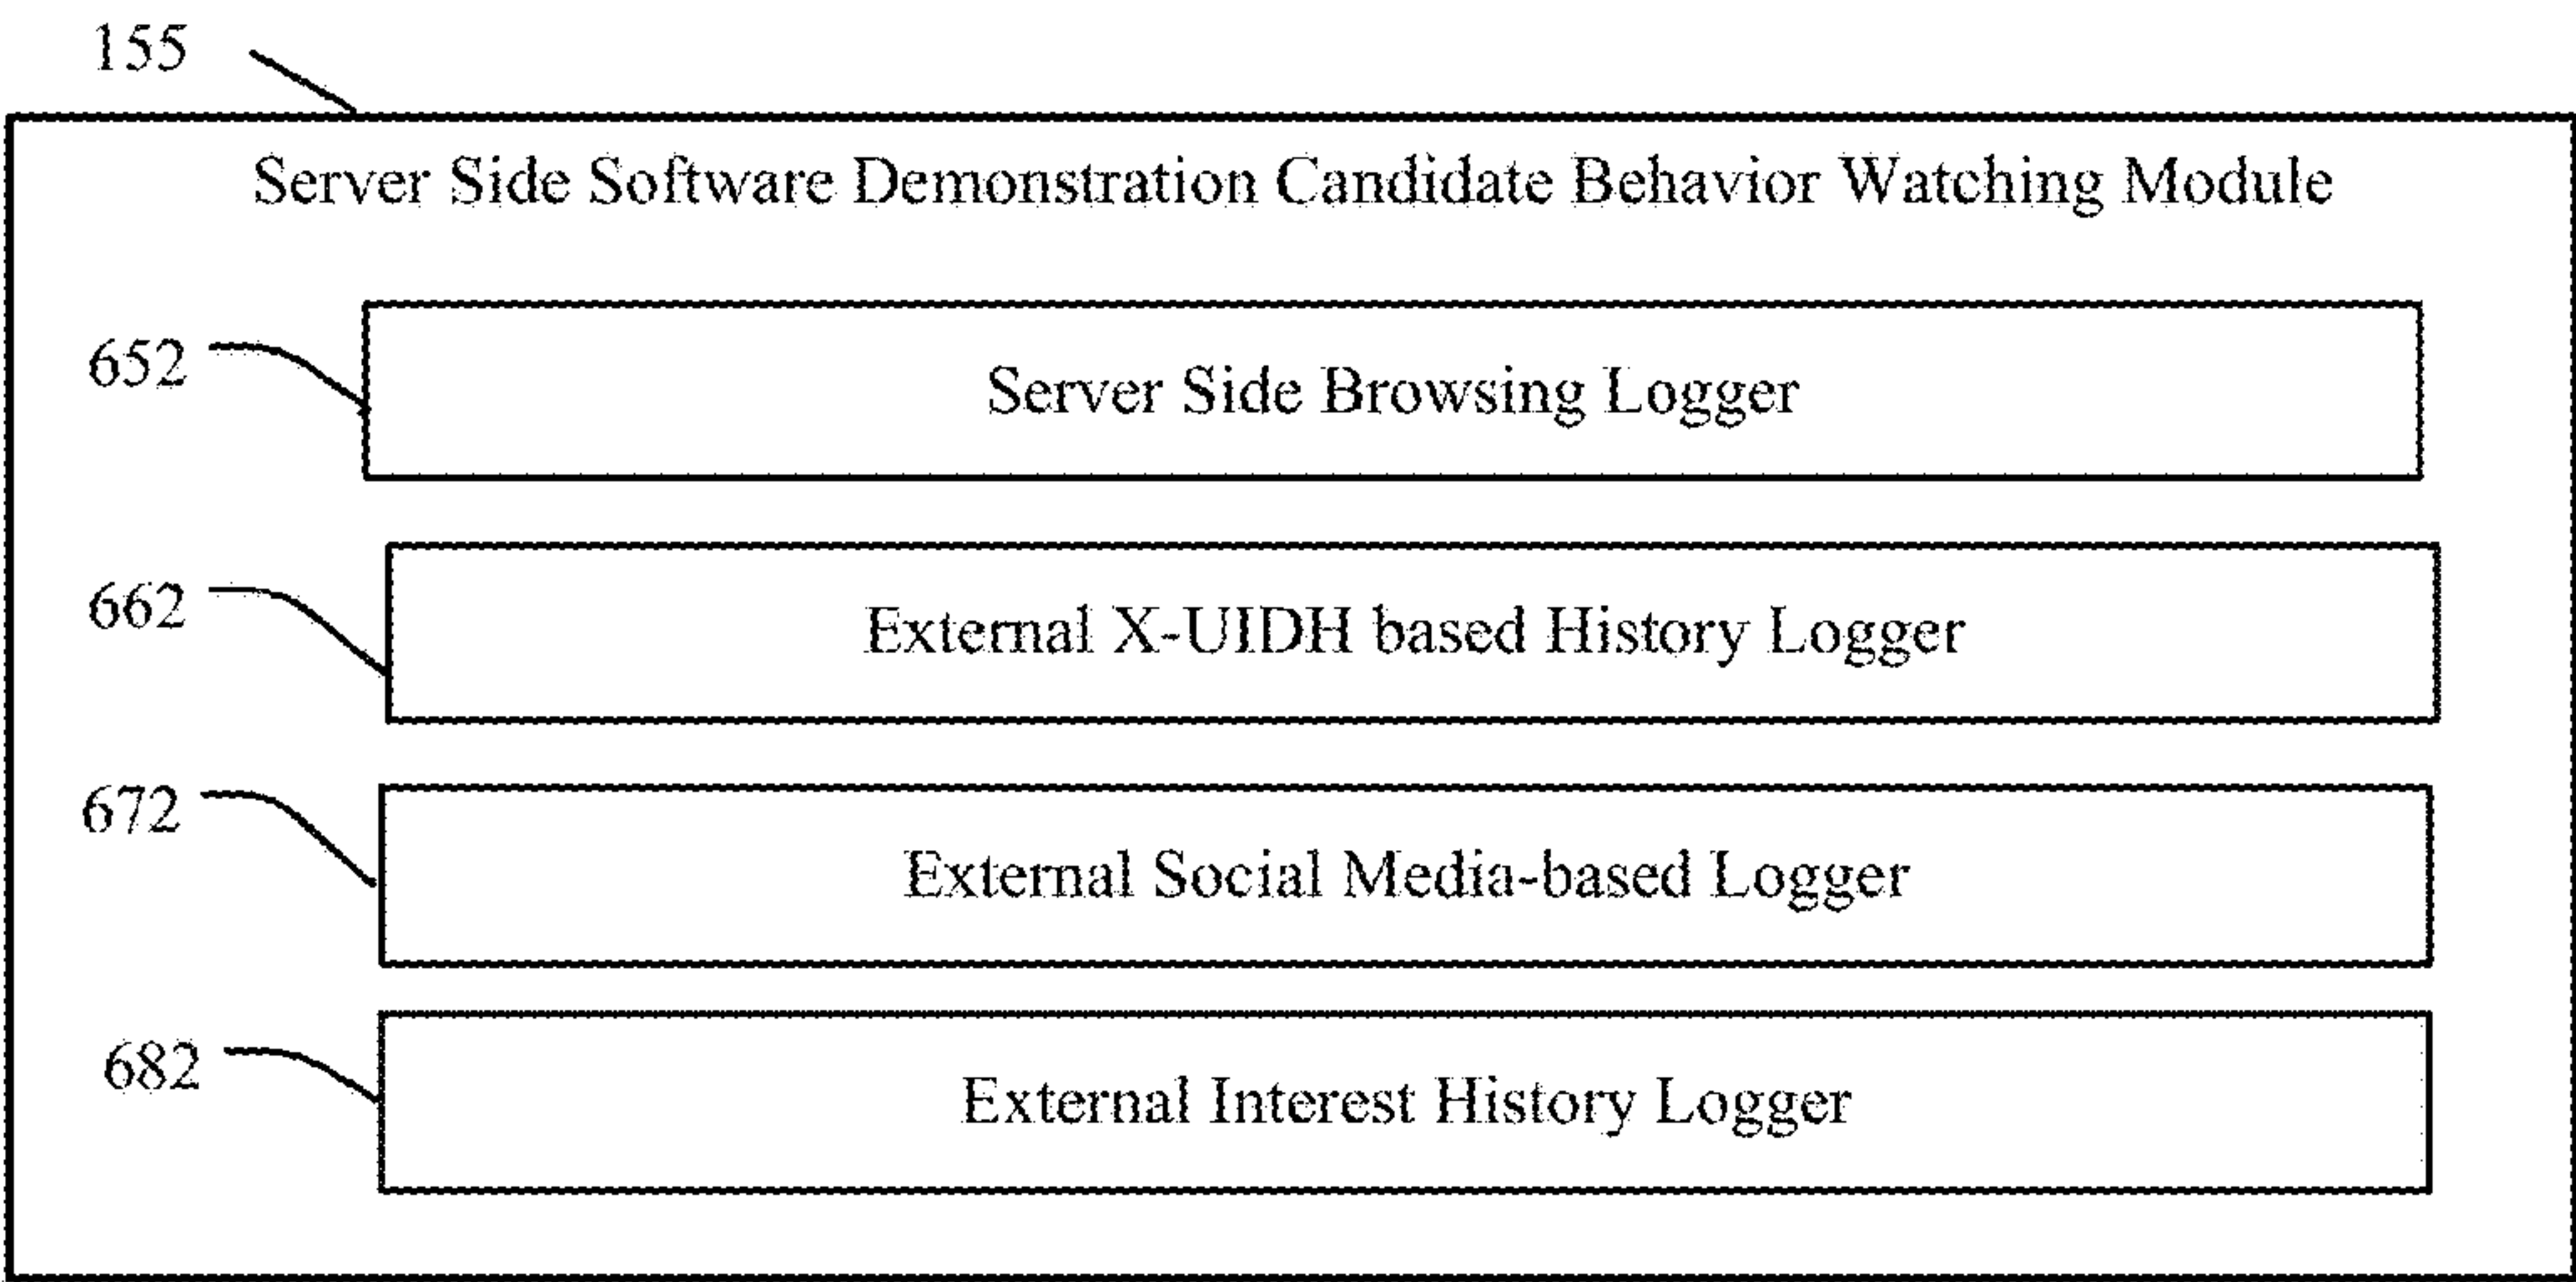 155
Server Side Software Demonstration Candidate Behavior Watching Module
652
Server Side Browsing Logger
662
External X-UIDH based History Logger
672
External Social Media-based Logger
682
External Interest History Logger